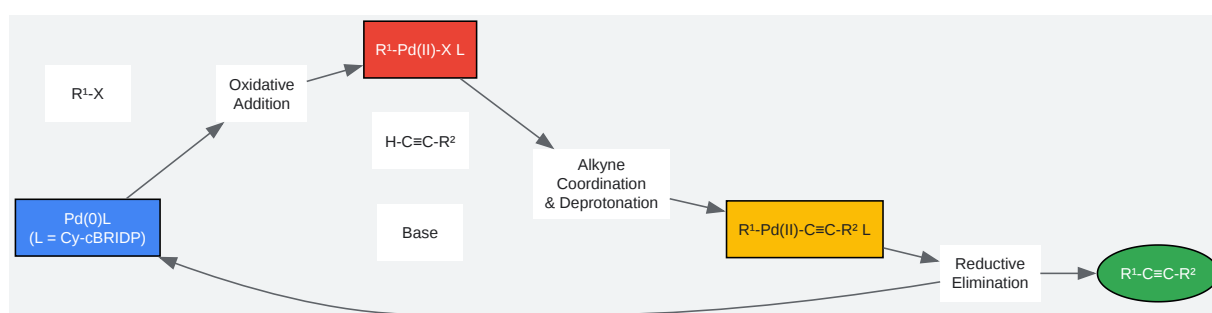 R¹-X
Oxidative
Addition
R¹-Pd(II)-X L
H-C≡C-R²
Base
Pd(0)L
(L = Cy-cBRIDP)
Alkyne
Coordination
& Deprotonation
R¹-Pd(II)-C≡C-R² L
Reductive
Elimination
R¹-C≡C-R²